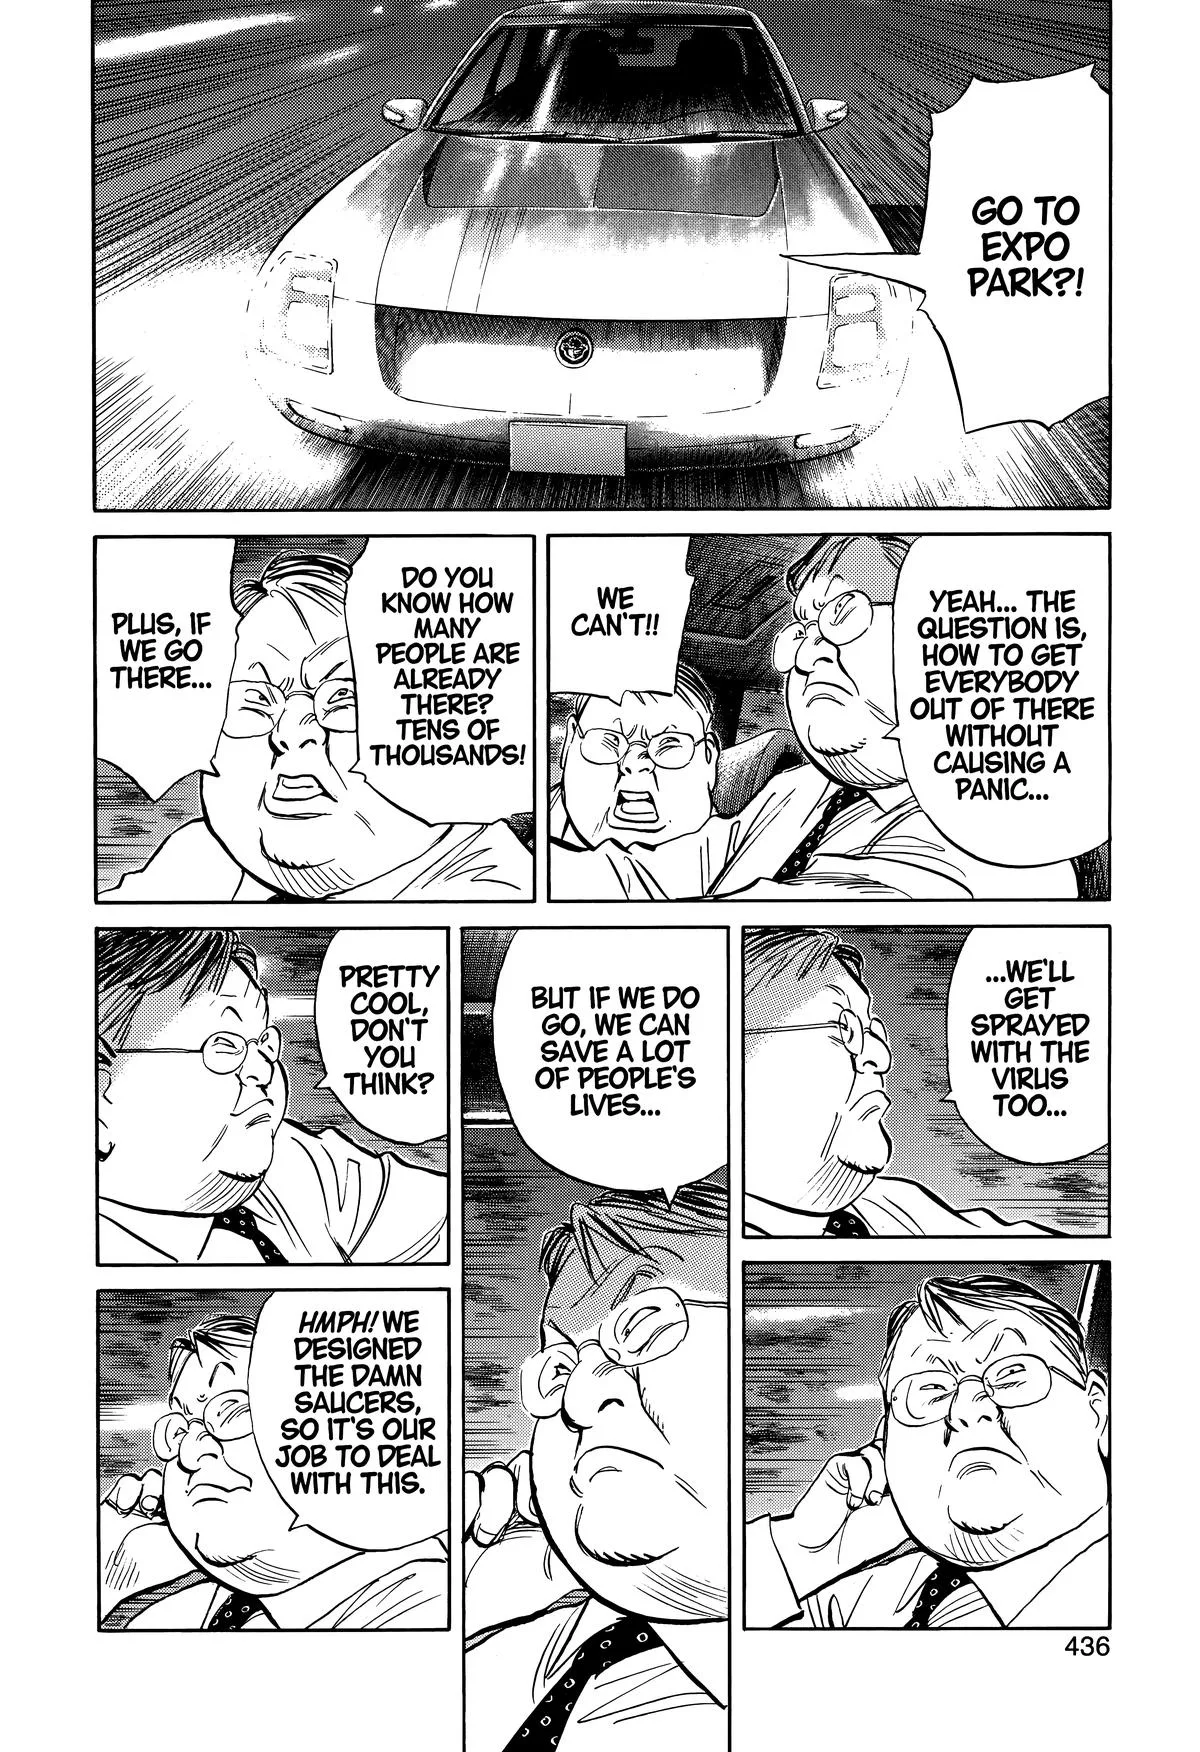 GO TO
EXPO
PARK?!
YEAH... THE
QUESTION IS,
HOW TO GET
EVERYBODY
OUT OF THERE
WITHOUT
CAUSING A
PANIC...
WE
CAN'T!!
DO YOU
KNOW HOW
MANY
PEOPLE ARE
ALREADY
THERE?
TENS OF
THOUSANDS!
PLUS, IF
WE GO
THERE...
...WE'LL
GET
SPRAYED
WITH THE
VIRUS
TOO...
BUT IF WE DO
GO, WE CAN
SAVE A LOT
OF PEOPLE'S
LIVES...
PRETTY
COOL,
DON'T
YOU
THINK?
HMPH! WE
DESIGNED
THE DAMN
SAUCERS,
SO IT'S OUR
JOB TO DEAL
WITH THIS.
436